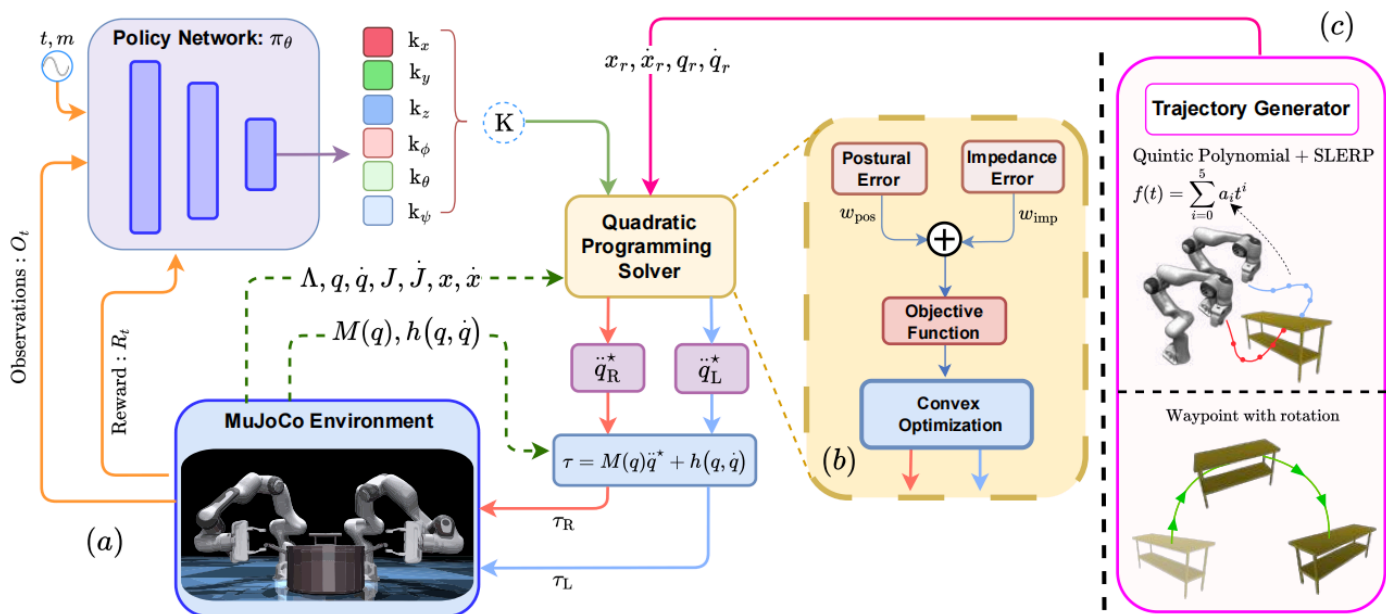 t, m
Policy Network: π_θ
k_x
k_y
k_z
k_ϕ
k_θ
k_ψ
K
x_r, ẋ_r, q_r, q̇_r
Observations : O_t
Reward : R_t
Λ, q, q̇, J, J̇, x, ẋ
M(q), h(q, q̇)
Quadratic
Programming
Solver
q̈*_R
q̈*_L
τ = M(q)q̈* + h(q, q̇)
τ_R
τ_L
MuJoCo Environment
(a)
Postural
Error
Impedance
Error
w_pos
w_imp
+
Objective
Function
Convex
Optimization
(b)
(c)
Trajectory Generator
Quintic Polynomial + SLERP
f(t) = ∑_{i=0}^{5} a_i t^i
Waypoint with rotation